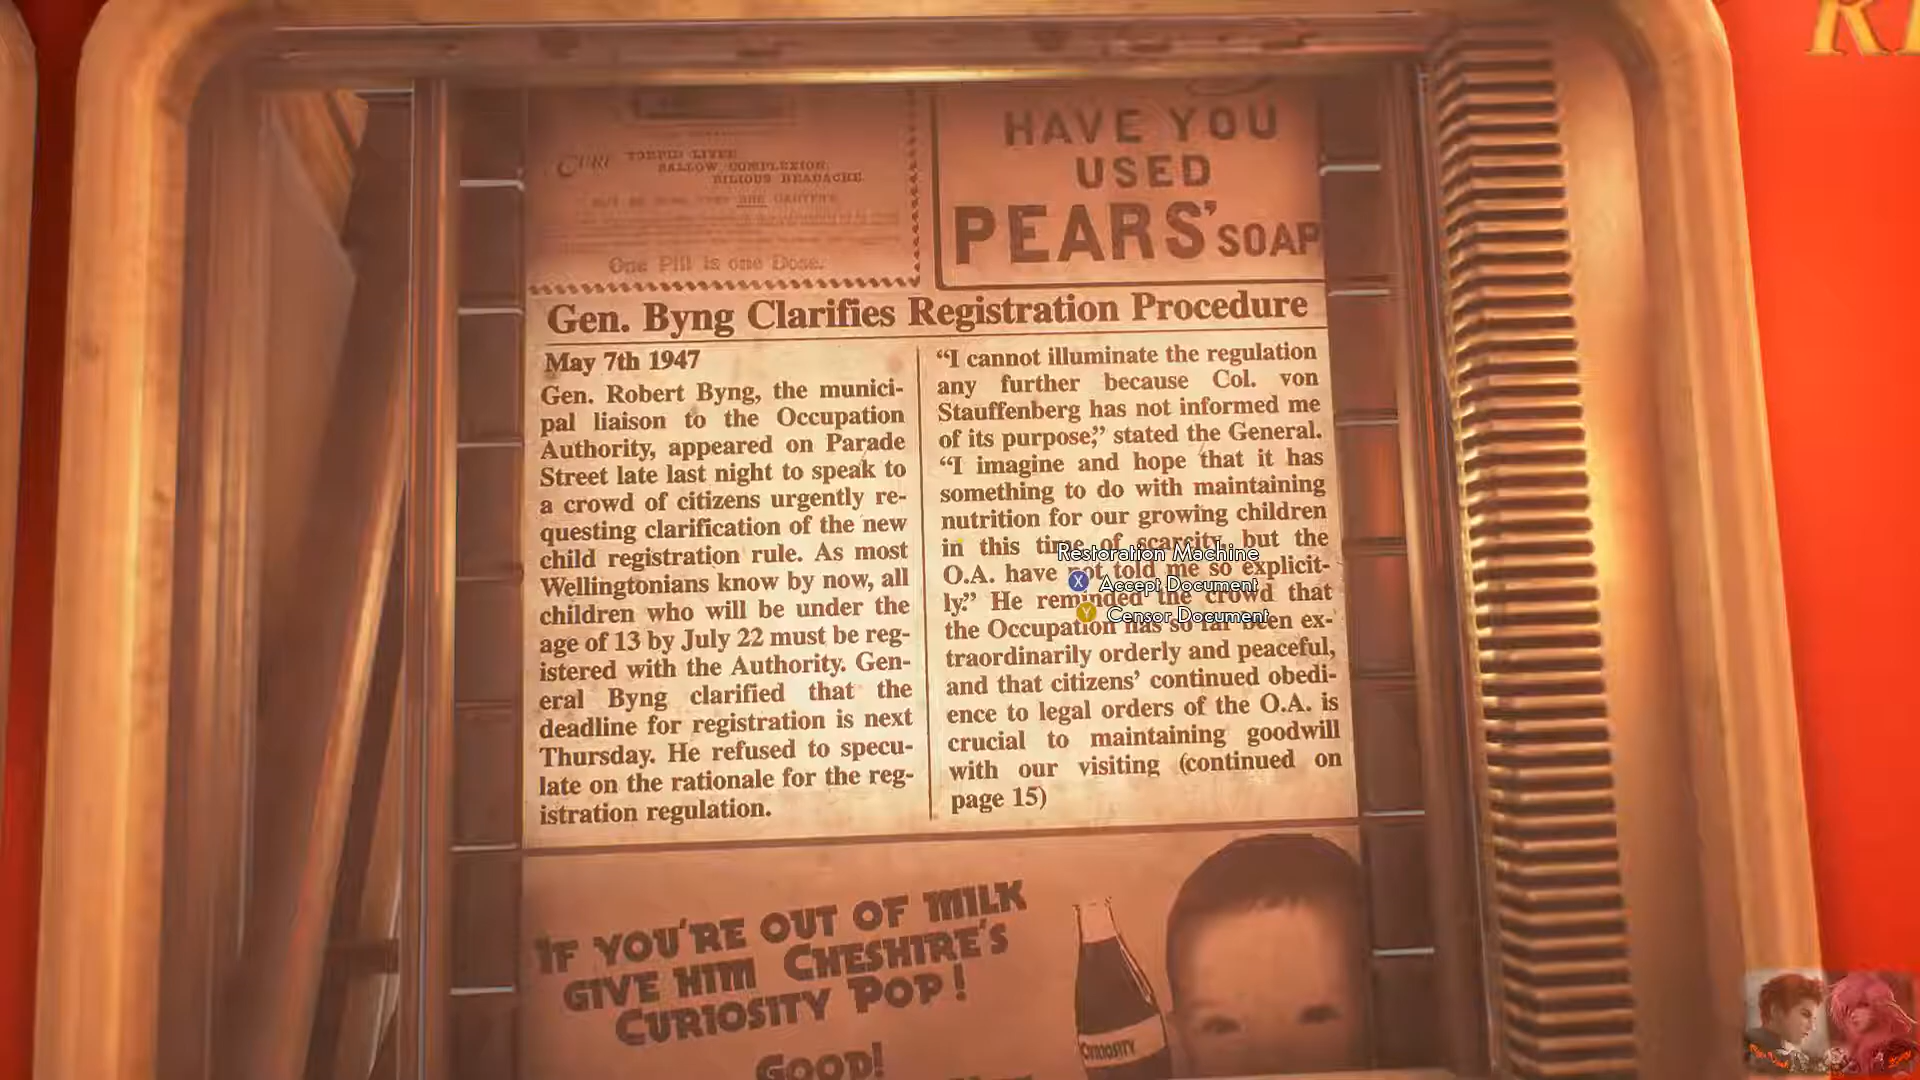 CURE TORPID LIVER
SALLOW COMPLEXION
BILIOUS HEADACHE
One Pill is one Dose.
HAVE YOU
USED
PEARS' SOAP
Gen. Byng Clarifies Registration Procedure
May 7th 1947
Gen. Robert Byng, the munici-
pal liaison to the Occupation
Authority, appeared on Parade
Street late last night to speak to
a crowd of citizens urgently re-
questing clarification of the new
child registration rule. As most
Wellingtonians know by now, all
children who will be under the
age of 13 by July 22 must be reg-
istered with the Authority. Gen-
eral Byng clarified that the
deadline for registration is next
Thursday. He refused to specu-
late on the rationale for the reg-
istration regulation.
“I cannot illuminate the regulation
any further because Col. von
Stauffenberg has not informed me
of its purpose,” stated the General.
“I imagine and hope that it has
something to do with maintaining
nutrition for our growing children
in this time of scarcity, but the
O.A. have not told me so explicit-
ly.” He reminded the crowd that
the Occupation has so far been ex-
traordinarily orderly and peaceful,
and that citizens’ continued obedi-
ence to legal orders of the O.A. is
crucial to maintaining goodwill
with our visiting (continued on
page 15)
Restoration Machine
X Accept Document
Y Censor Document
IF YOU'RE OUT OF MILK
GIVE HIM CHESHIRE'S
CURIOSITY POP!
GOOD!
CURIOSITY